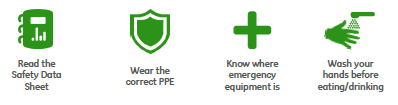 Read the
Safety Data
Sheet
Wear the
correct PPE
Know where
emergency
equipment is
Wash your
hands before
eating/drinking